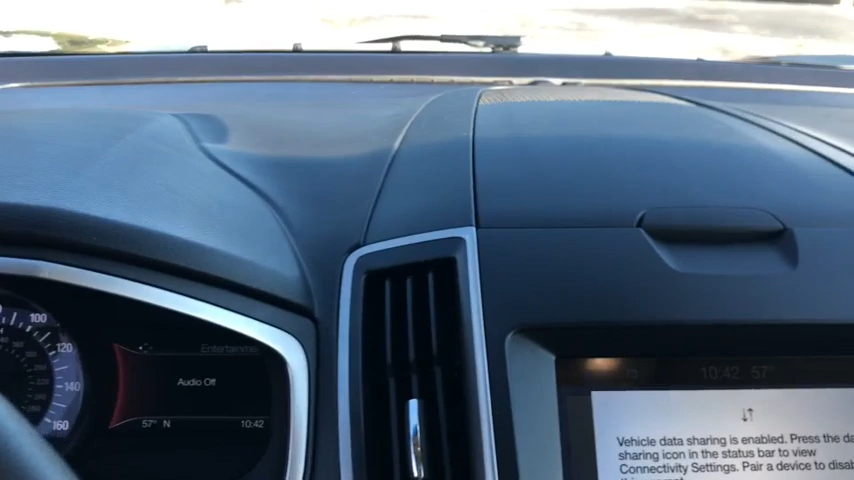 100
120
140
160
Entertainment
Audio Off
57° N 10:42
10:42 57°
Vehicle data sharing is enabled. Press the da
sharing icon in the status bar to view
Connectivity Settings. Pair a device to disab